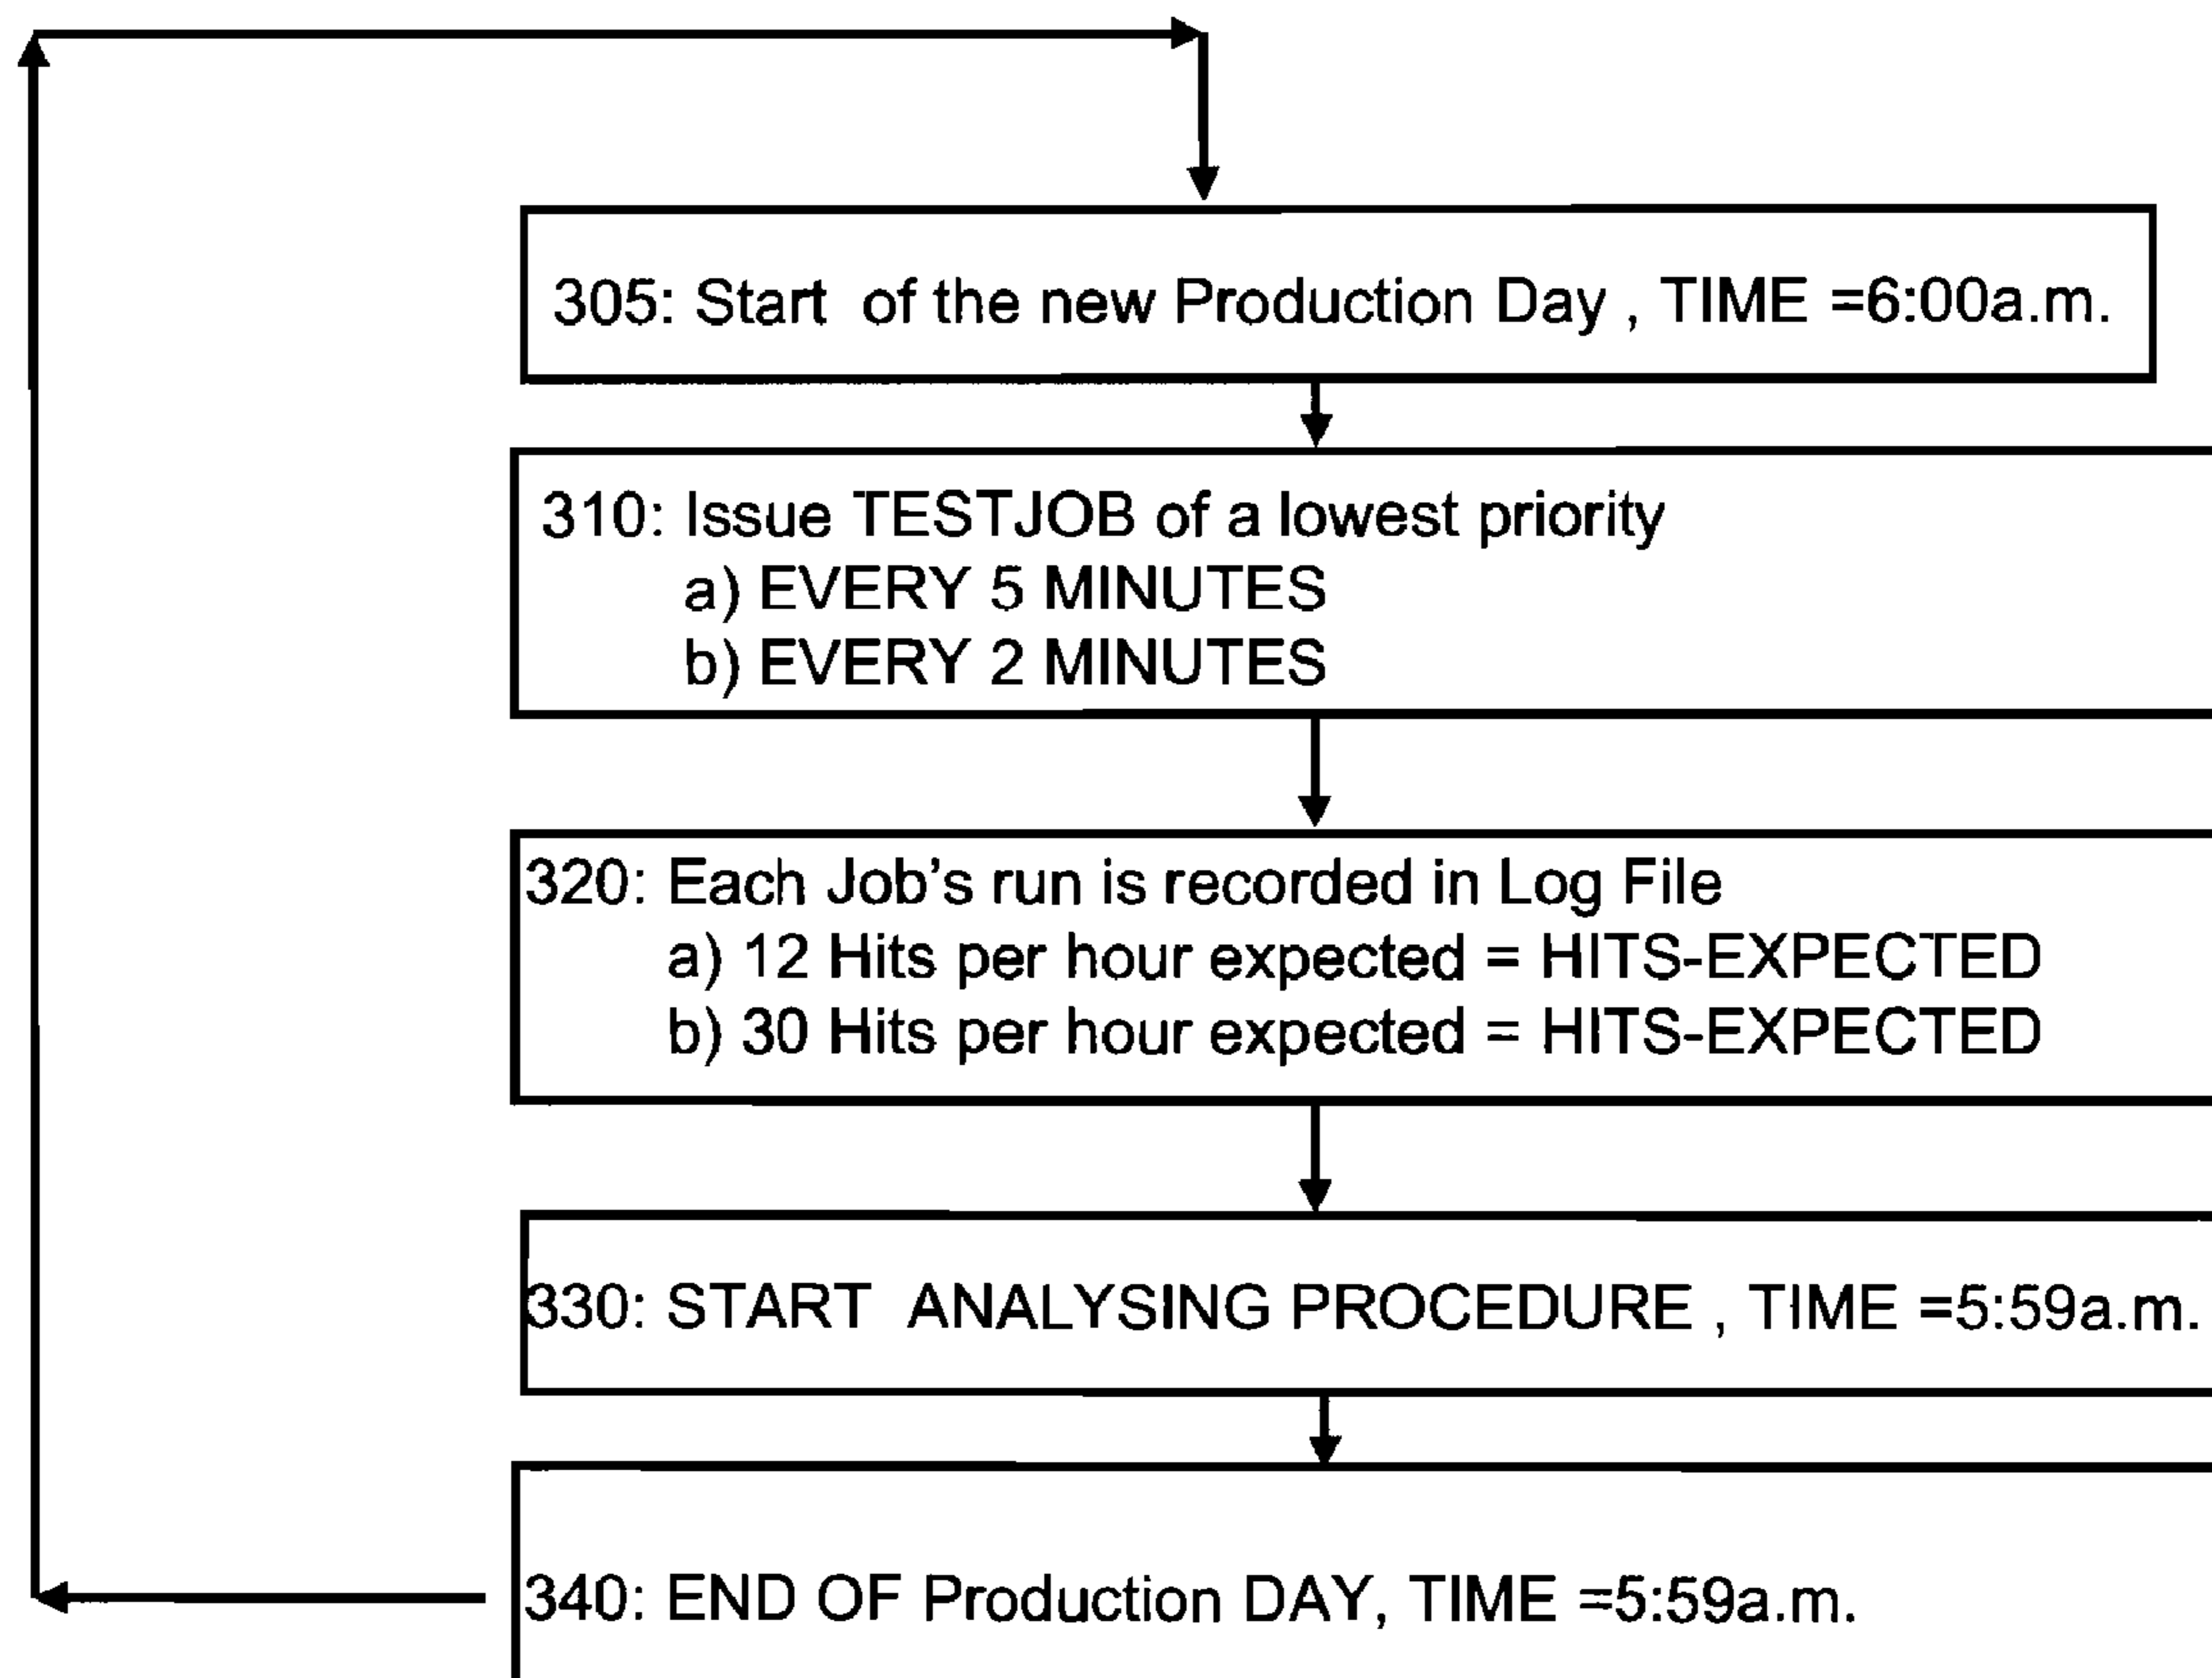 305: Start of the new Production Day , TIME =6:00a.m.
310: Issue TESTJOB of a lowest priority
a) EVERY 5 MINUTES
b) EVERY 2 MINUTES
320: Each Job's run is recorded in Log File
a) 12 Hits per hour expected = HITS-EXPECTED
b) 30 Hits per hour expected = HITS-EXPECTED
330: START ANALYSING PROCEDURE , TIME =5:59a.m.
340: END OF Production DAY, TIME =5:59a.m.